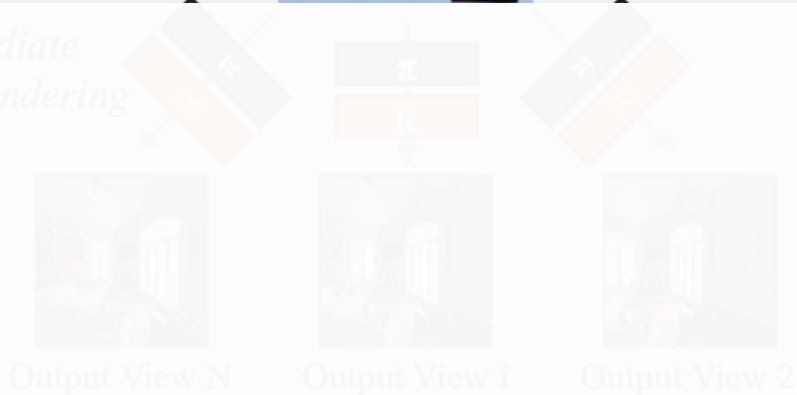 diate
ndering
π π π
R R R
Output View N Output View i Output View 2